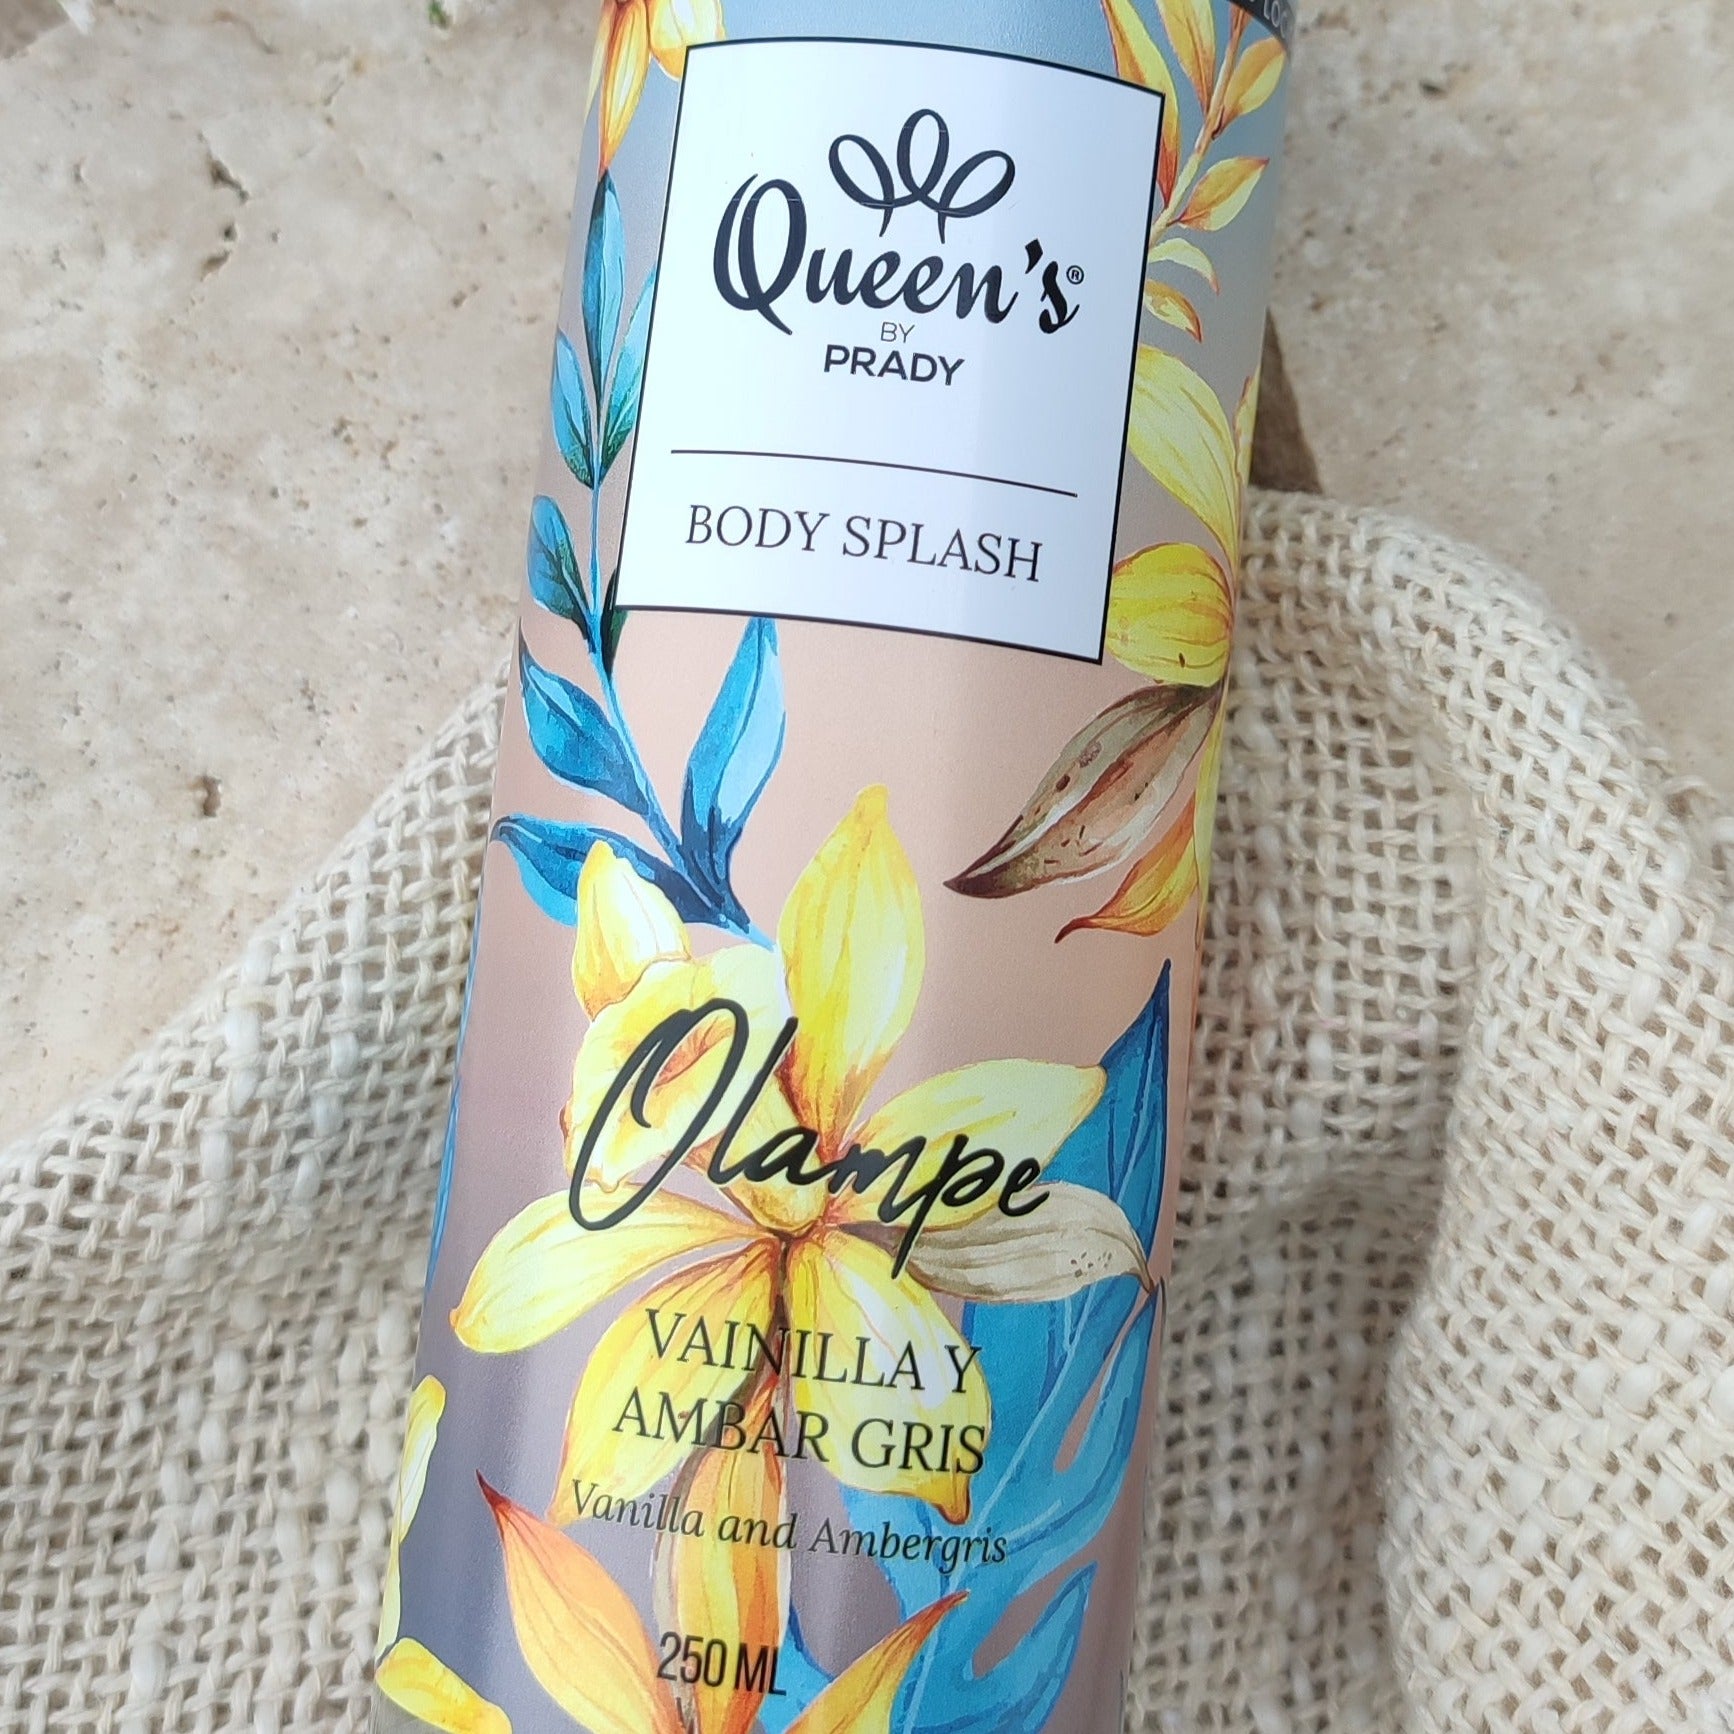 Queen's®
BY
PRADY
BODY SPLASH
Olampe
VAINILLA Y
AMBAR GRIS
Vanilla and Ambergris
250 ML